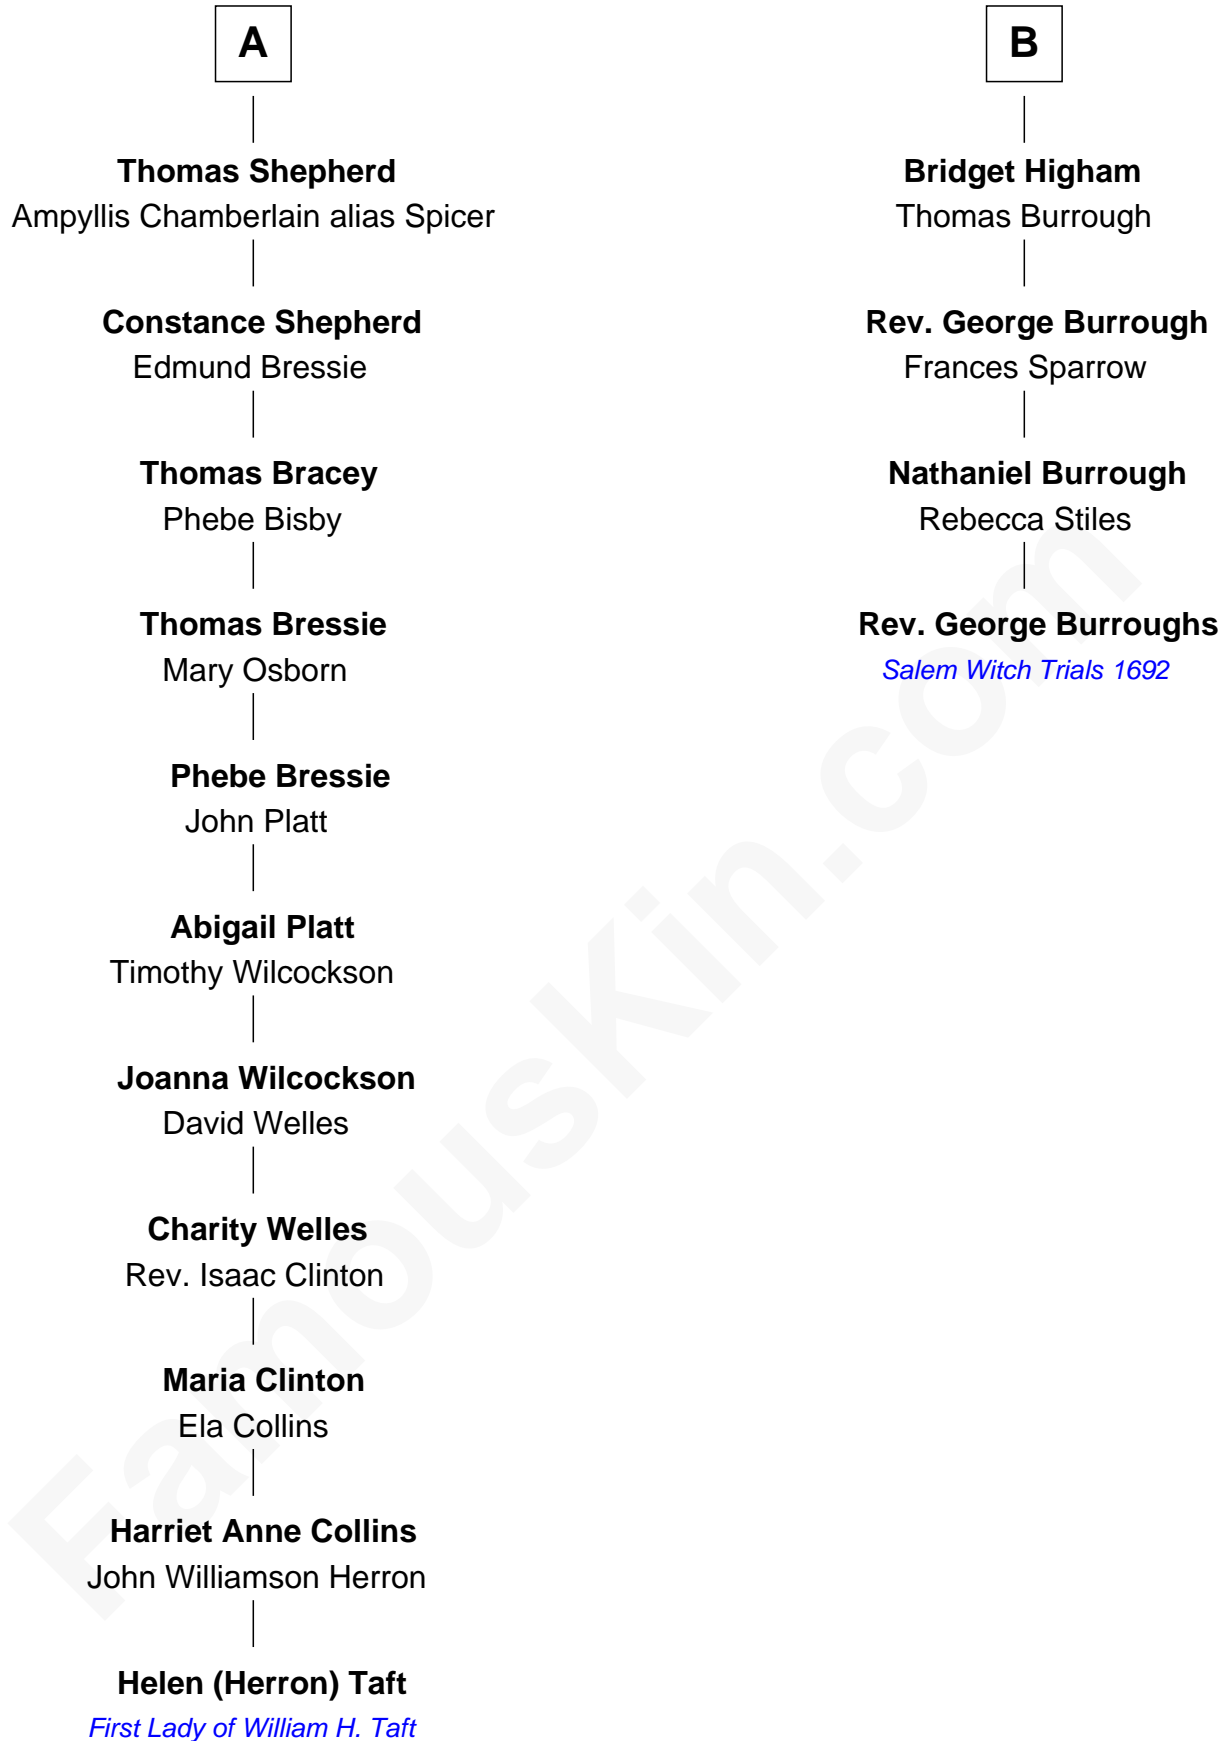 A
Thomas Shepherd
Ampyllis Chamberlain alias Spicer
Constance Shepherd
Edmund Bressie
Thomas Bracey
Phebe Bisby
Thomas Bressie
Mary Osborn
Phebe Bressie
John Platt
Abigail Platt
Timothy Wilcockson
Joanna Wilcockson
David Welles
Charity Welles
Rev. Isaac Clinton
Maria Clinton
Ela Collins
Harriet Anne Collins
John Williamson Herron
Helen (Herron) Taft
First Lady of William H. Taft
B
Bridget Higham
Thomas Burrough
Rev. George Burrough
Frances Sparrow
Nathaniel Burrough
Rebecca Stiles
Rev. George Burroughs
Salem Witch Trials 1692
FamousKin.com